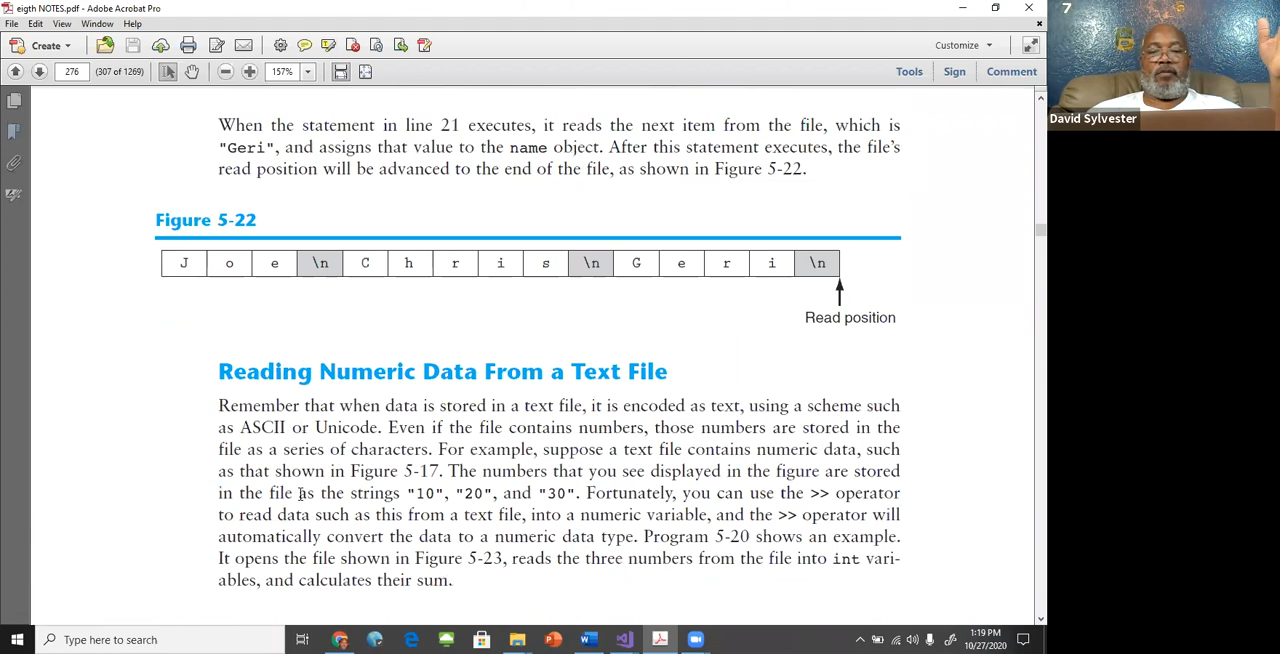 eigth NOTES.pdf - Adobe Acrobat Pro
File Edit View Window Help
Create Customize
276 (307 of 1269) 157% Tools Sign Comment
When the statement in line 21 executes, it reads the next item from the file, which is
"Geri", and assigns that value to the name object. After this statement executes, the file's
read position will be advanced to the end of the file, as shown in Figure 5-22.
Figure 5-22
J o e \n C h r i s \n G e r i \n
Read position
Reading Numeric Data From a Text File
Remember that when data is stored in a text file, it is encoded as text, using a scheme such
as ASCII or Unicode. Even if the file contains numbers, those numbers are stored in the
file as a series of characters. For example, suppose a text file contains numeric data, such
as that shown in Figure 5-17. The numbers that you see displayed in the figure are stored
in the file as the strings "10", "20", and "30". Fortunately, you can use the >> operator
to read data such as this from a text file, into a numeric variable, and the >> operator will
automatically convert the data to a numeric data type. Program 5-20 shows an example.
It opens the file shown in Figure 5-23, reads the three numbers from the file into int vari-
ables, and calculates their sum.
7
David Sylvester
Type here to search
1:19 PM
10/27/2020